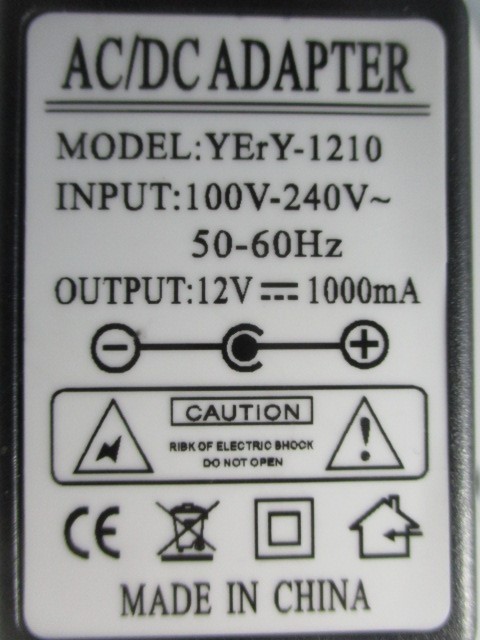 AC/DC ADAPTER
MODEL:YErY-1210
INPUT:100V-240V~
50-60Hz
OUTPUT:12V ⎓ 1000mA
CAUTION
RIBK OF ELECTRIC BHOCK
DO NOT OPEN
CE
MADE IN CHINA